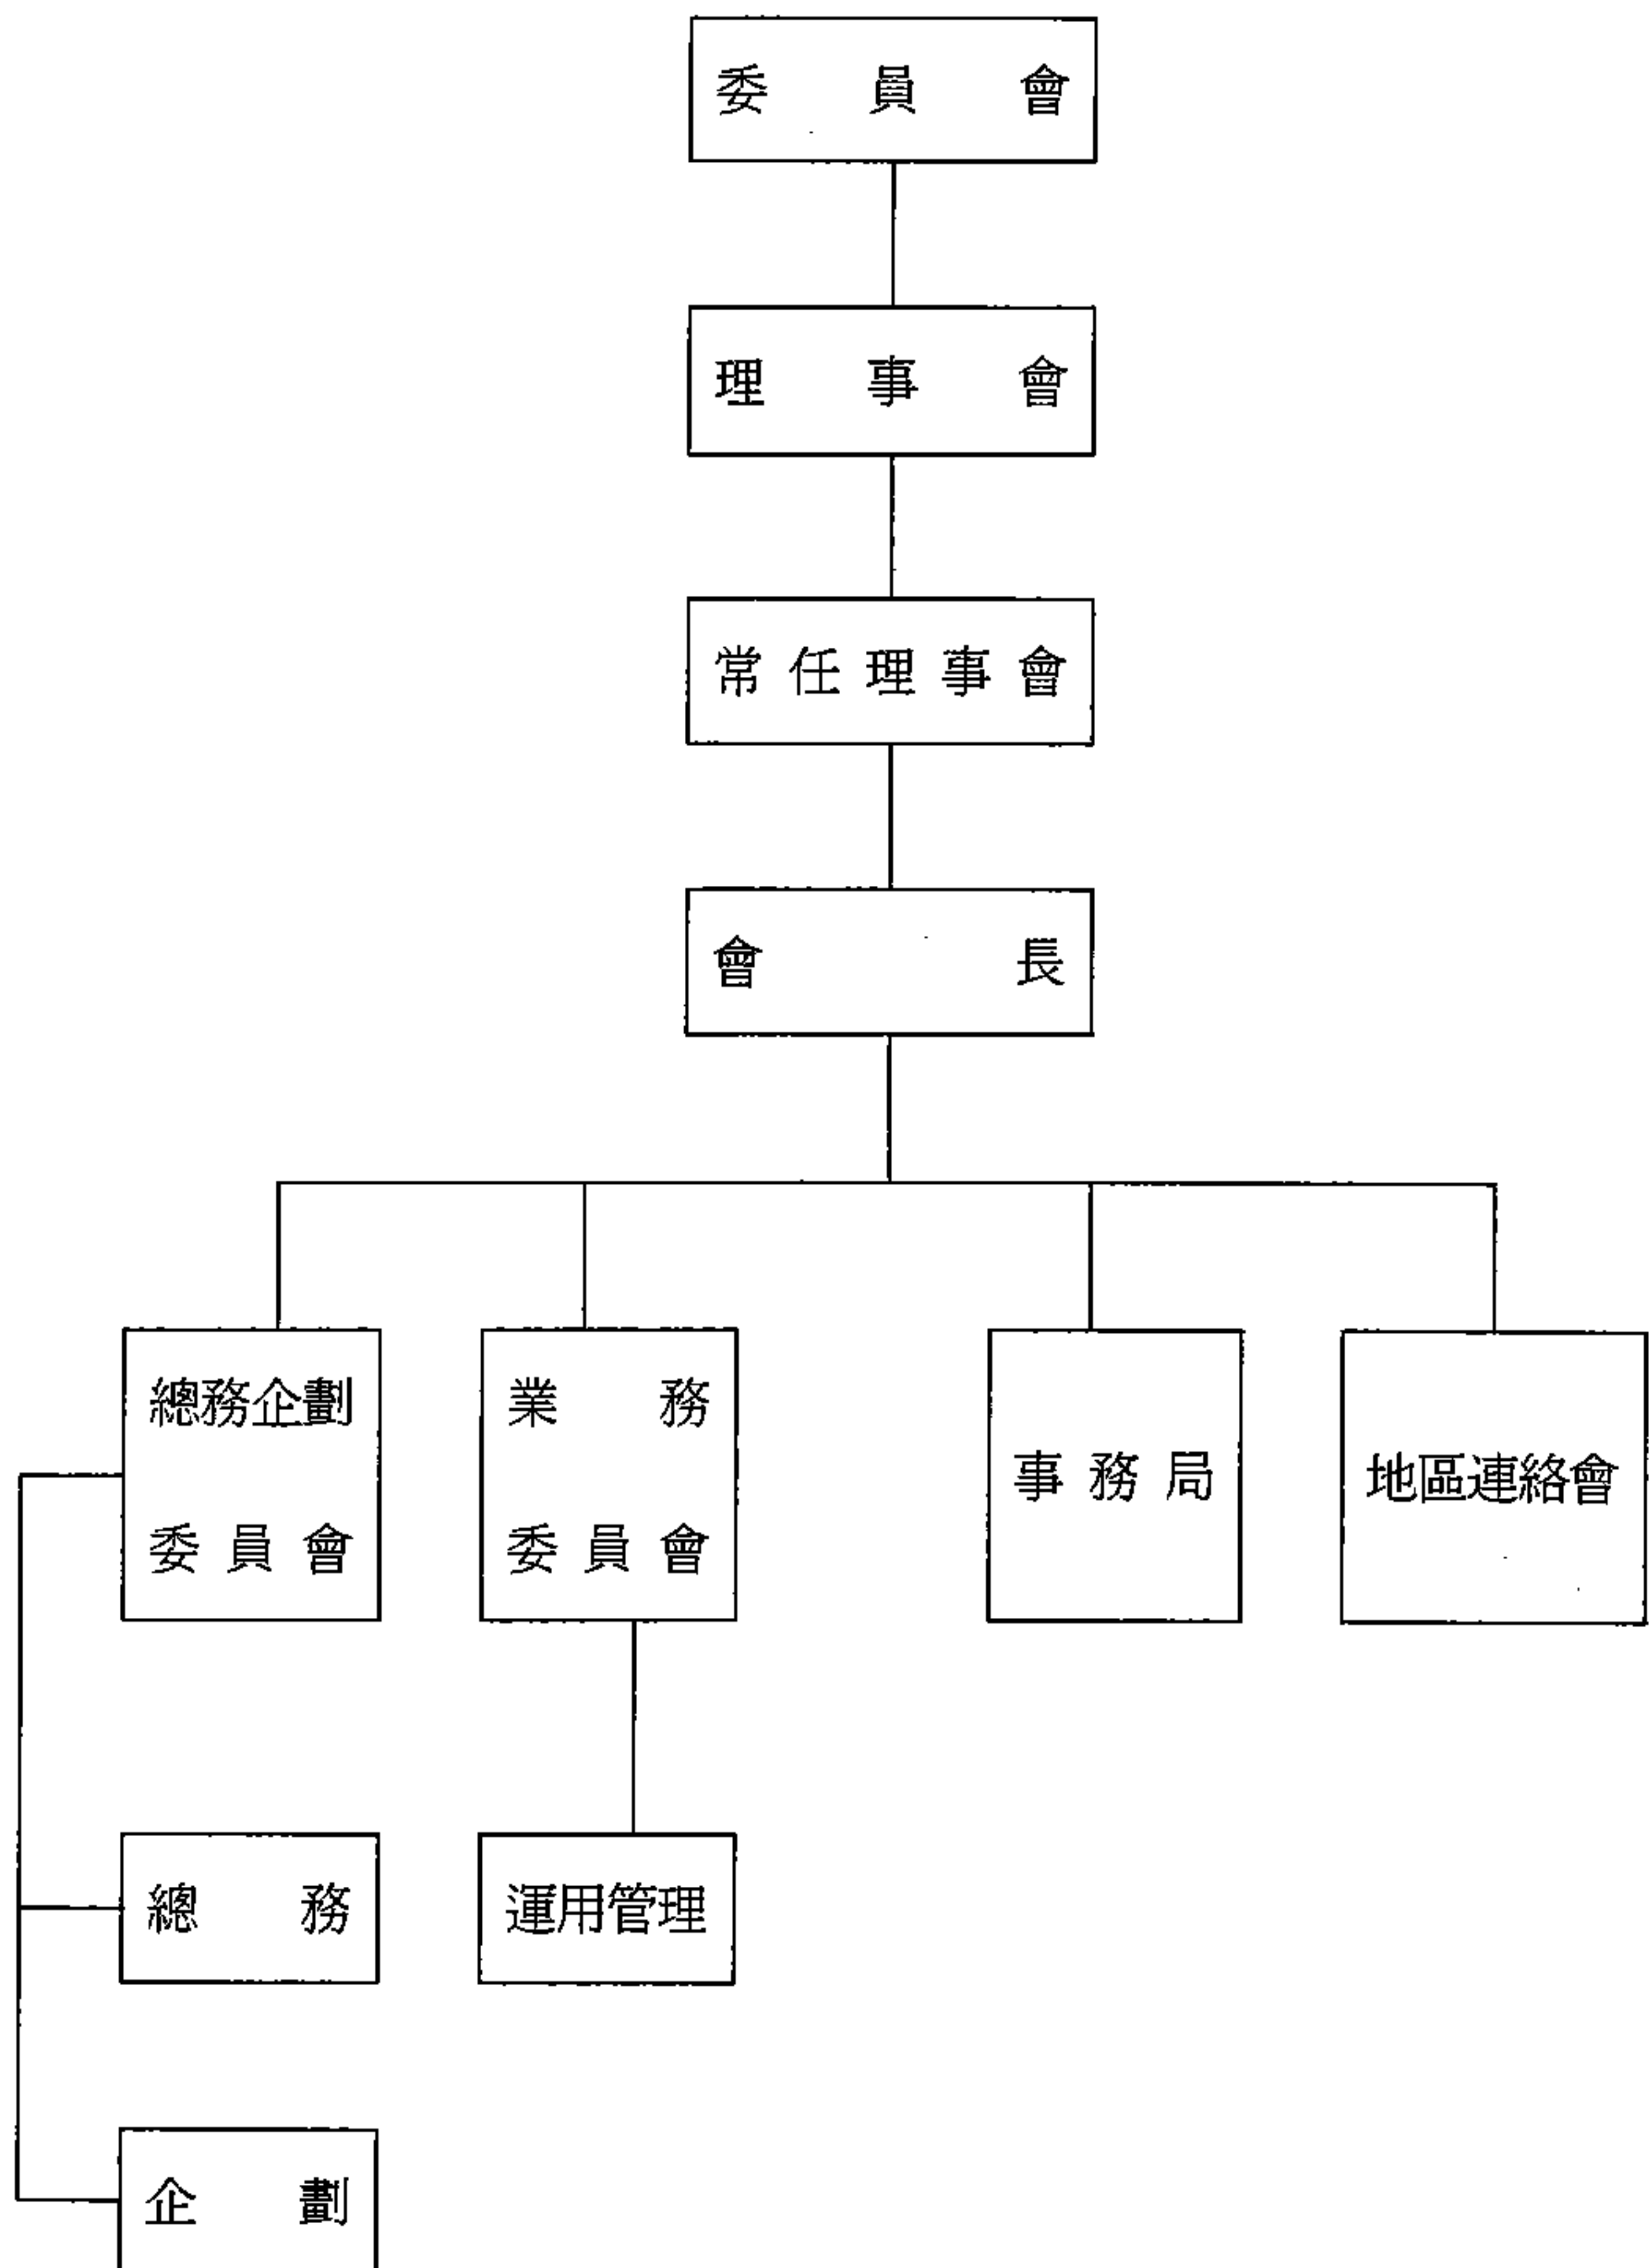 委員會
理事會
常任理事會
會長
總務企劃
委員會
業務
委員會
事務局
地區連絡會
總務
運用管理
企劃